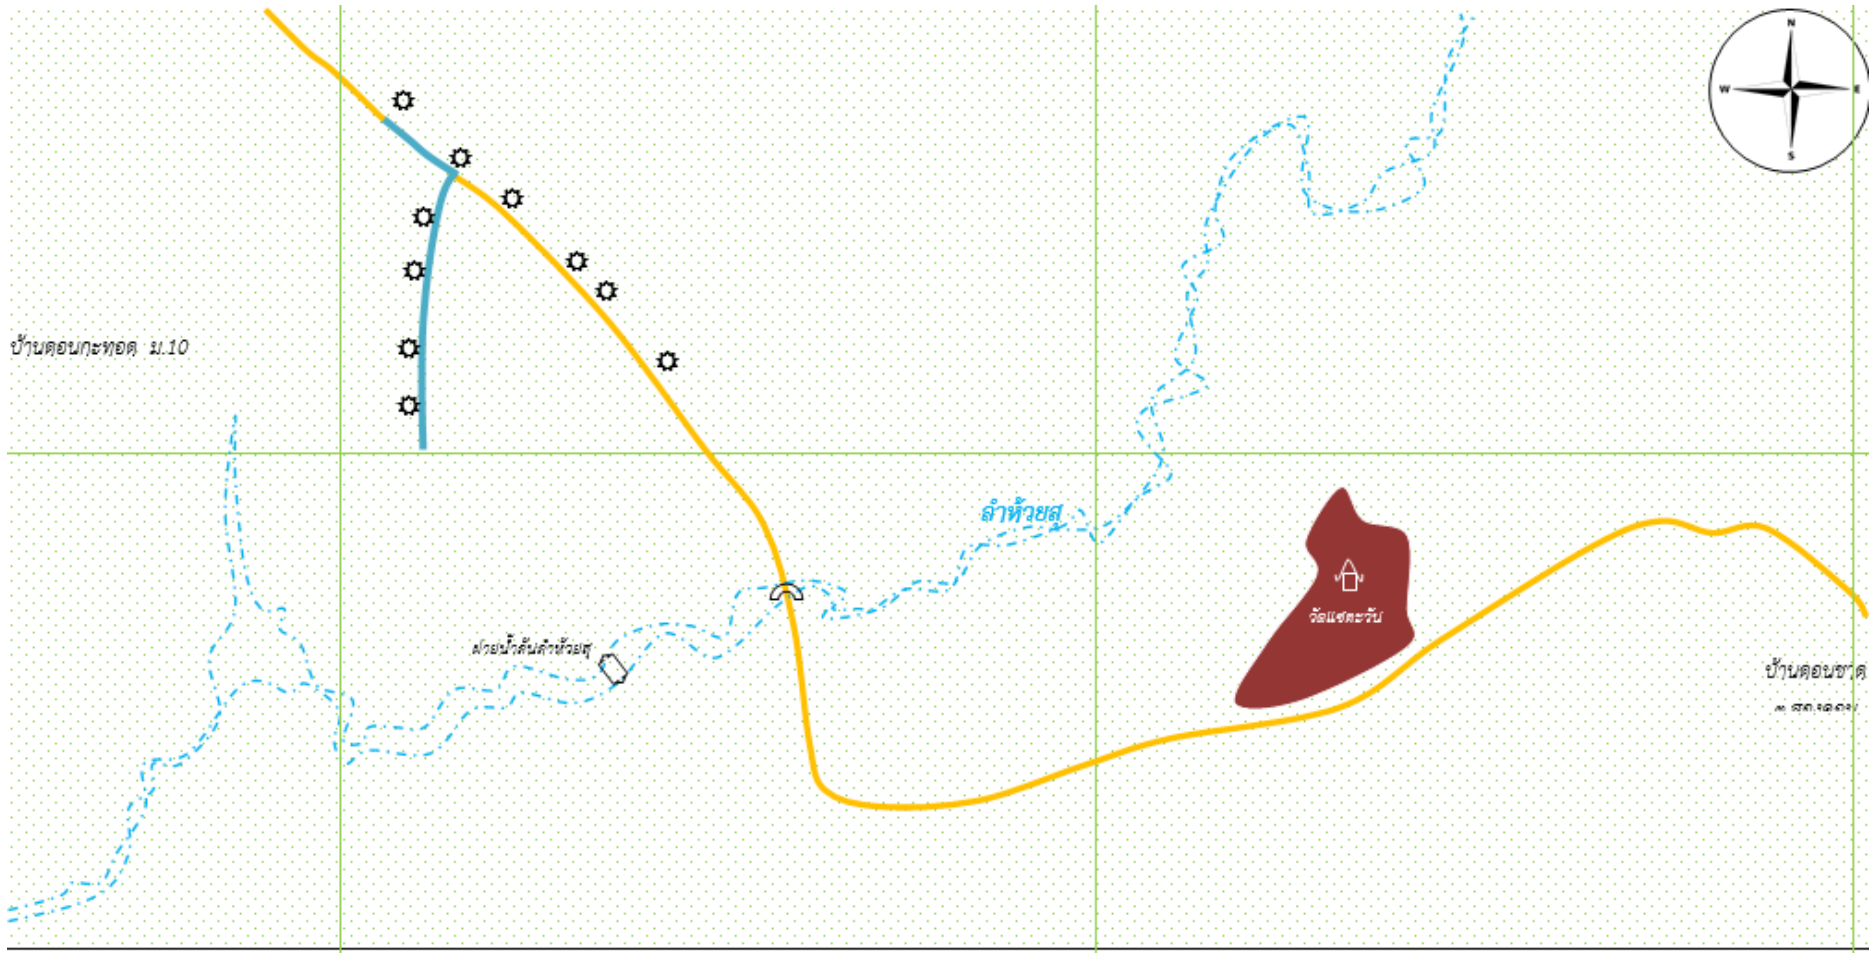 N
W E
S
บ้านดอนกะทอด ม.10
ลำห้วยสุ
วัดแชตะวัน
ฝายน้ำล้นลำห้วยสุ
บ้านดอนขาด